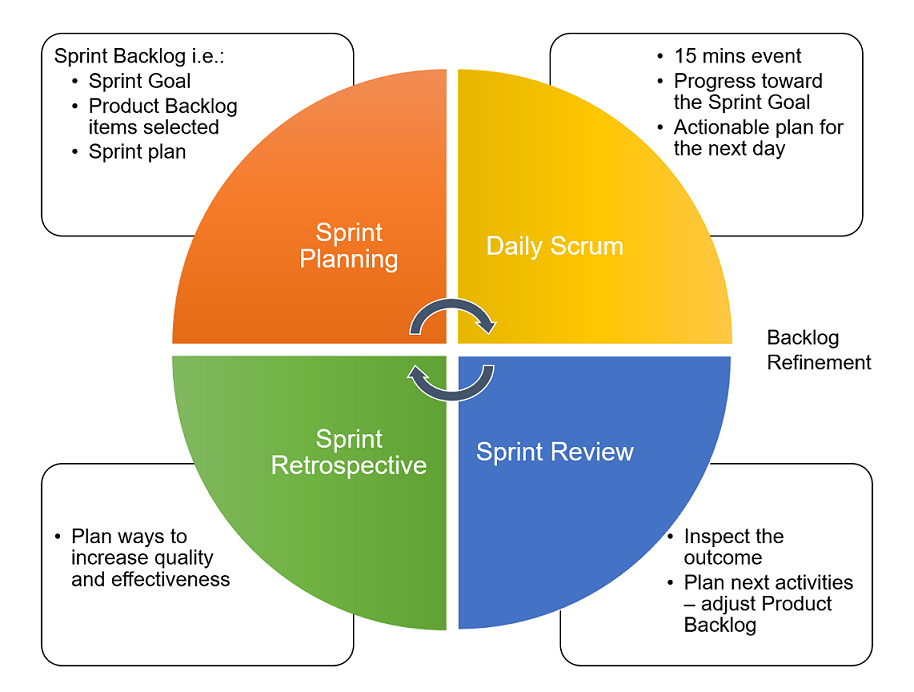 Sprint Backlog i.e.:
• Sprint Goal
• Product Backlog
items selected
• Sprint plan
• 15 mins event
• Progress toward
the Sprint Goal
• Actionable plan for
the next day
Sprint
Planning
Daily Scrum
Backlog
Refinement
Sprint
Retrospective
Sprint Review
• Plan ways to
increase quality
and effectiveness
• Inspect the
outcome
• Plan next activities
– adjust Product
Backlog